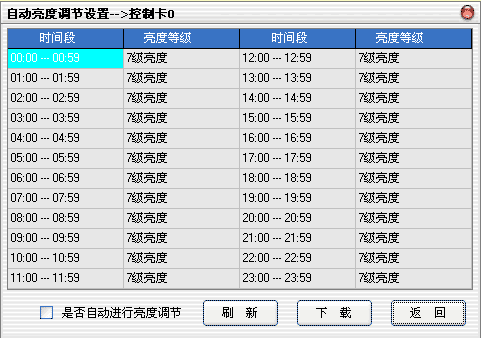 自动亮度调节设置-->控制卡0
时间段 亮度等级 时间段 亮度等级
00:00 --- 00:59 7级亮度 12:00 --- 12:59 7级亮度
01:00 --- 01:59 7级亮度 13:00 --- 13:59 7级亮度
02:00 --- 02:59 7级亮度 14:00 --- 14:59 7级亮度
03:00 --- 03:59 7级亮度 15:00 --- 15:59 7级亮度
04:00 --- 04:59 7级亮度 16:00 --- 16:59 7级亮度
05:00 --- 05:59 7级亮度 17:00 --- 17:59 7级亮度
06:00 --- 06:59 7级亮度 18:00 --- 18:59 7级亮度
07:00 --- 07:59 7级亮度 19:00 --- 19:59 7级亮度
08:00 --- 08:59 7级亮度 20:00 --- 20:59 7级亮度
09:00 --- 09:59 7级亮度 21:00 --- 21:59 7级亮度
10:00 --- 10:59 7级亮度 22:00 --- 22:59 7级亮度
11:00 --- 11:59 7级亮度 23:00 --- 23:59 7级亮度
是否自动进行亮度调节 刷 新 下 载 返 回